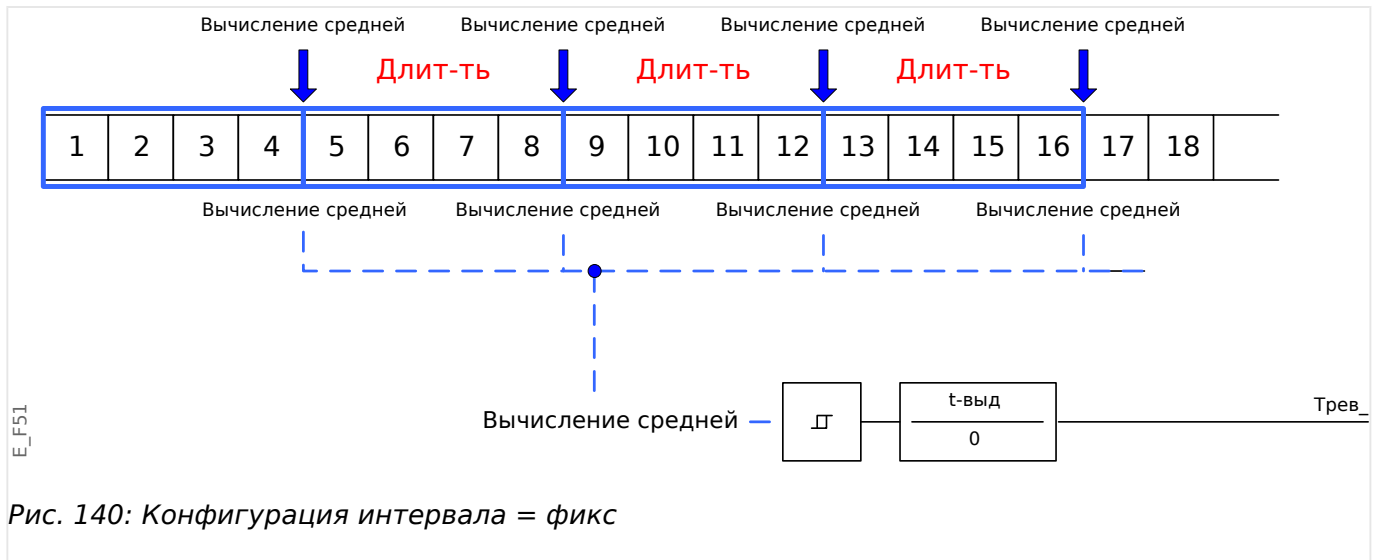 Вычисление средней Вычисление средней Вычисление средней Вычисление средней
Длит-ть Длит-ть Длит-ть
1 2 3 4 5 6 7 8 9 10 11 12 13 14 15 16 17 18
Вычисление средней Вычисление средней Вычисление средней Вычисление средней
Вычисление средней
t-выд
0
Трев_
E_F51
Рис. 140: Конфигурация интервала = фикс